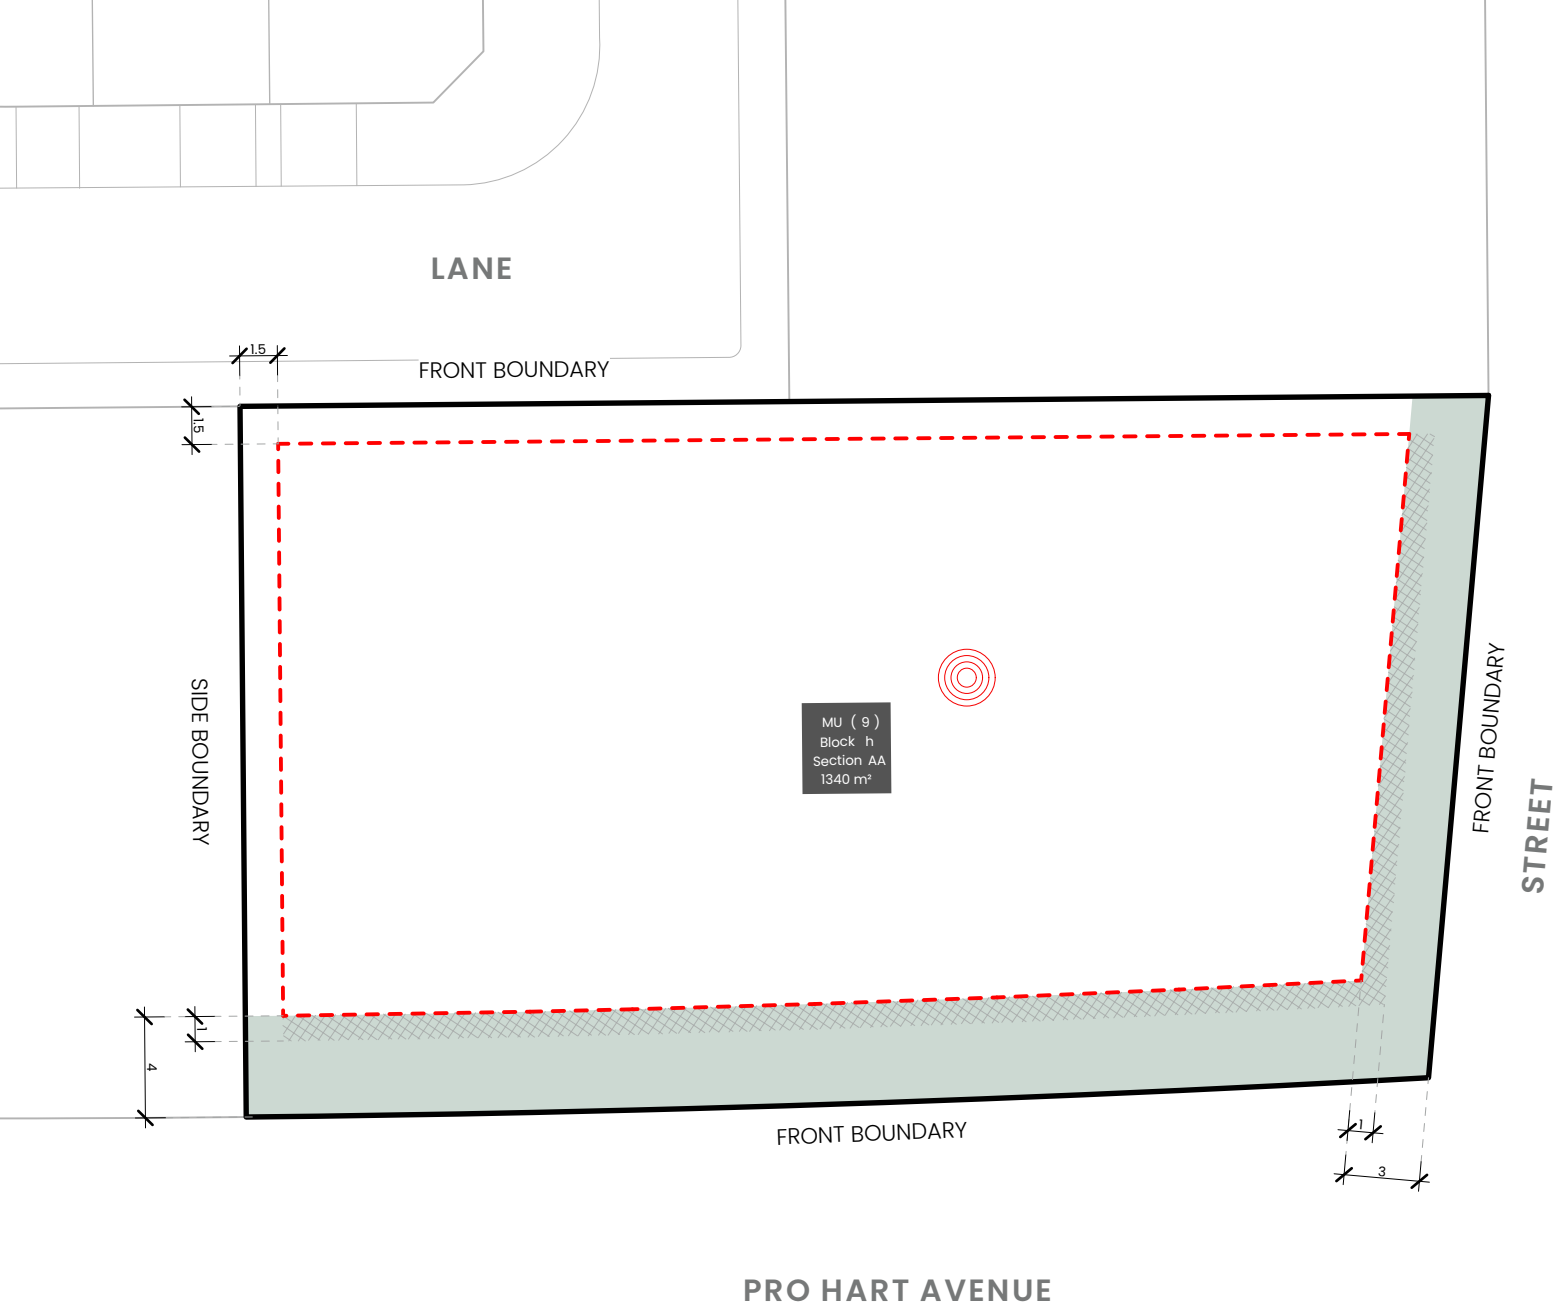 LANE
1.5
FRONT BOUNDARY
1.5
SIDE BOUNDARY
MU ( 9 )
Block h
Section AA
1340 m²
FRONT BOUNDARY
STREET
1
4
FRONT BOUNDARY
1
3
PRO HART AVENUE